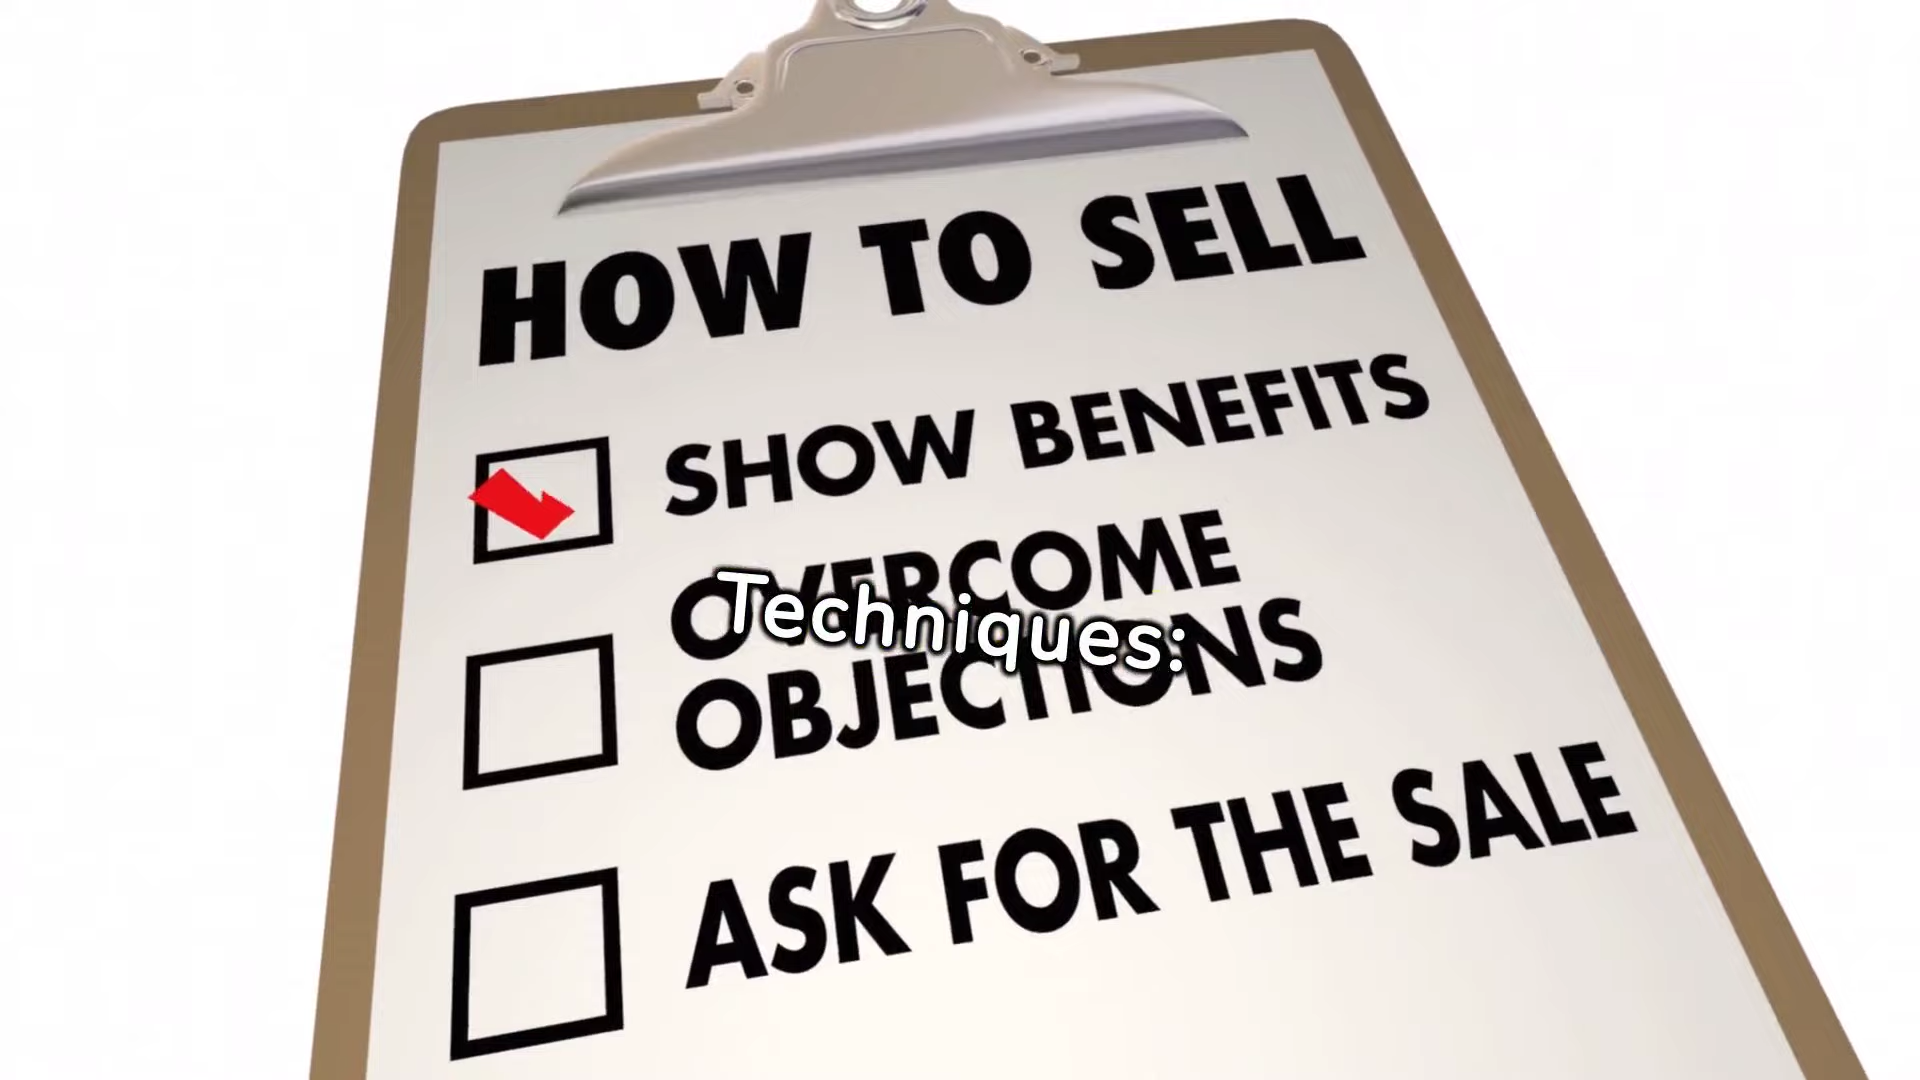 HOW TO SELL
SHOW BENEFITS
OVERCOME
Techniques:
OBJECTIONS
ASK FOR THE SALE